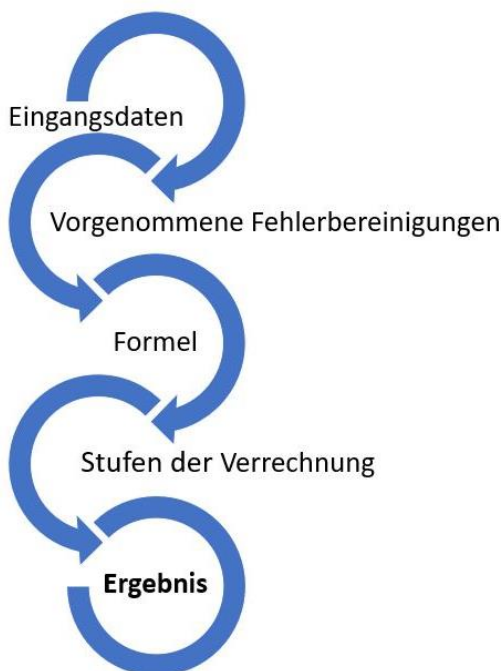 Eingangsdaten
Vorgenommene Fehlerbereinigungen
Formel
Stufen der Verrechnung
Ergebnis